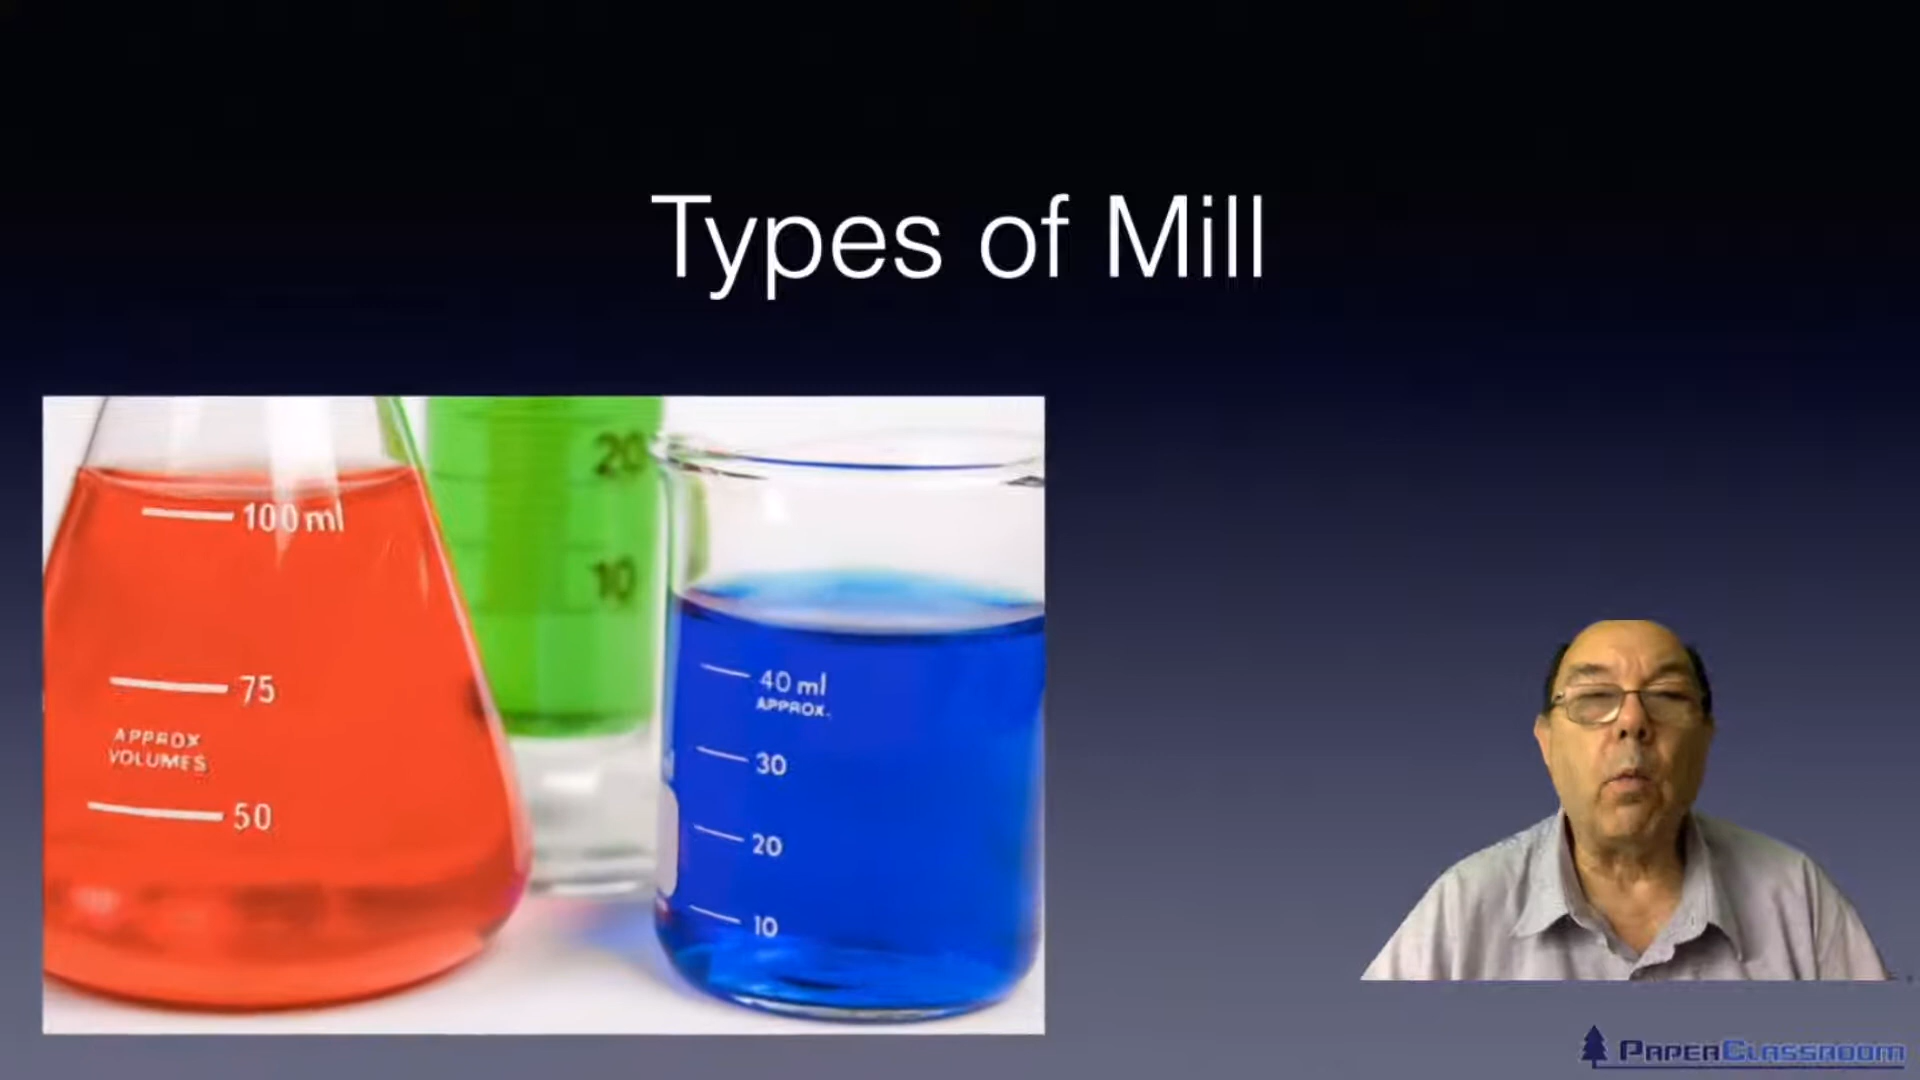 Types of Mill
100 ml
75
APPROX
VOLUMES
50
20
10
40 ml
APPROX.
30
20
10
PAPERCLASSROOM